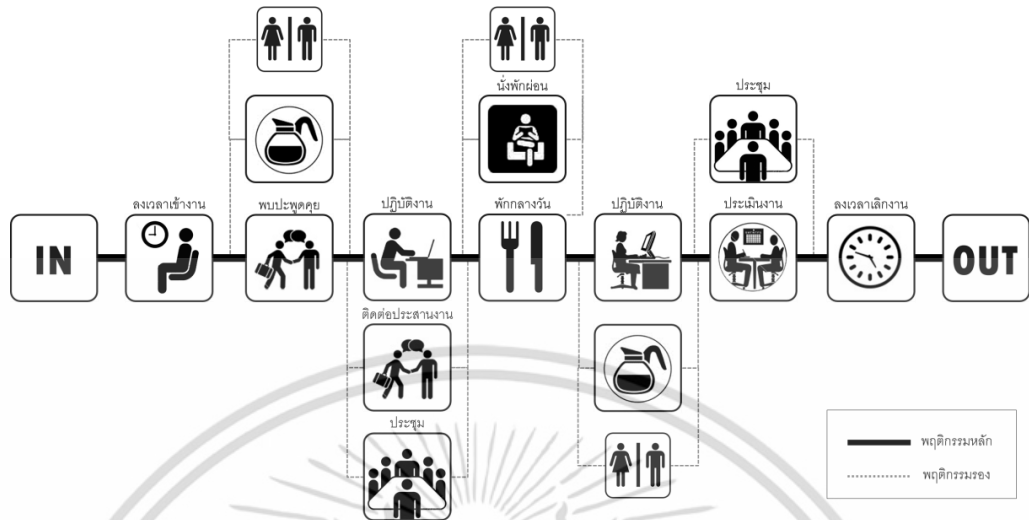 นั่งพักผ่อน
ประชุม
ลงเวลาเข้างาน
พบปะพูดคุย
ปฏิบัติงาน
พักกลางวัน
ปฏิบัติงาน
ประเมินงาน
ลงเวลาเลิกงาน
IN
OUT
ติดต่อประสานงาน
ประชุม
พฤติกรรมหลัก
พฤติกรรมรอง